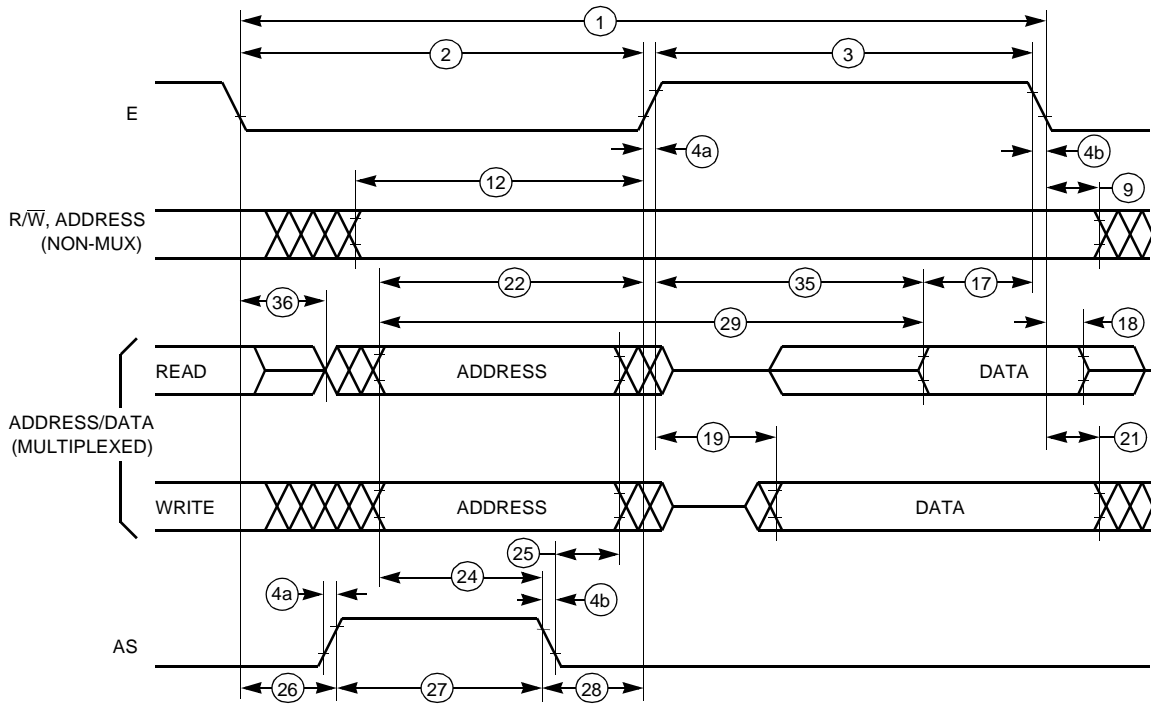 1
2
3
E
4a
4b
12
9
R/W̅, ADDRESS
(NON-MUX)
22
35
17
36
29
18
READ
ADDRESS
DATA
ADDRESS/DATA
(MULTIPLEXED)
19
21
WRITE
ADDRESS
DATA
25
24
4a
4b
AS
26
27
28